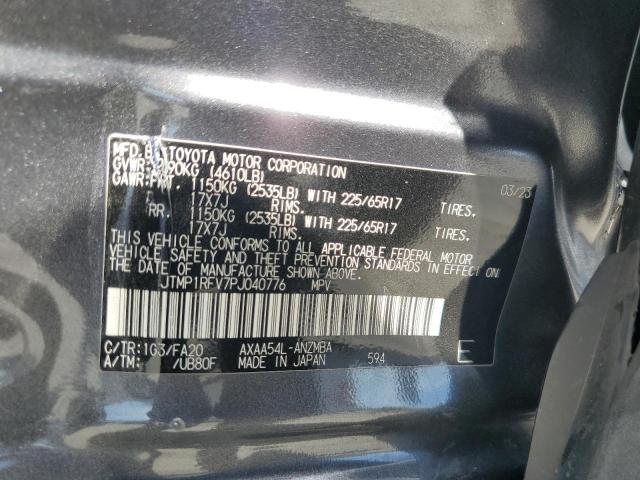 MFD. BY TOYOTA MOTOR CORPORATION 03/23
GVWR: 2090KG (4610LB)
GAWR: FRT. 1150KG (2535LB) WITH 225/65R17 TIRES.
17X7J RIMS.
RR. 1150KG (2535LB) WITH 225/65R17 TIRES.
17X7J RIMS.
THIS VEHICLE CONFORMS TO ALL APPLICABLE FEDERAL MOTOR
VEHICLE SAFETY AND THEFT PREVENTION STANDARDS IN EFFECT
ON THE DATE OF MANUFACTURE SHOWN ABOVE.
JTMP1RFV7PJ040776 MPV
C/TR:1G3/FA20 AXAA54L-ANZMBA
A/TM: /UB80F MADE IN JAPAN 594 E